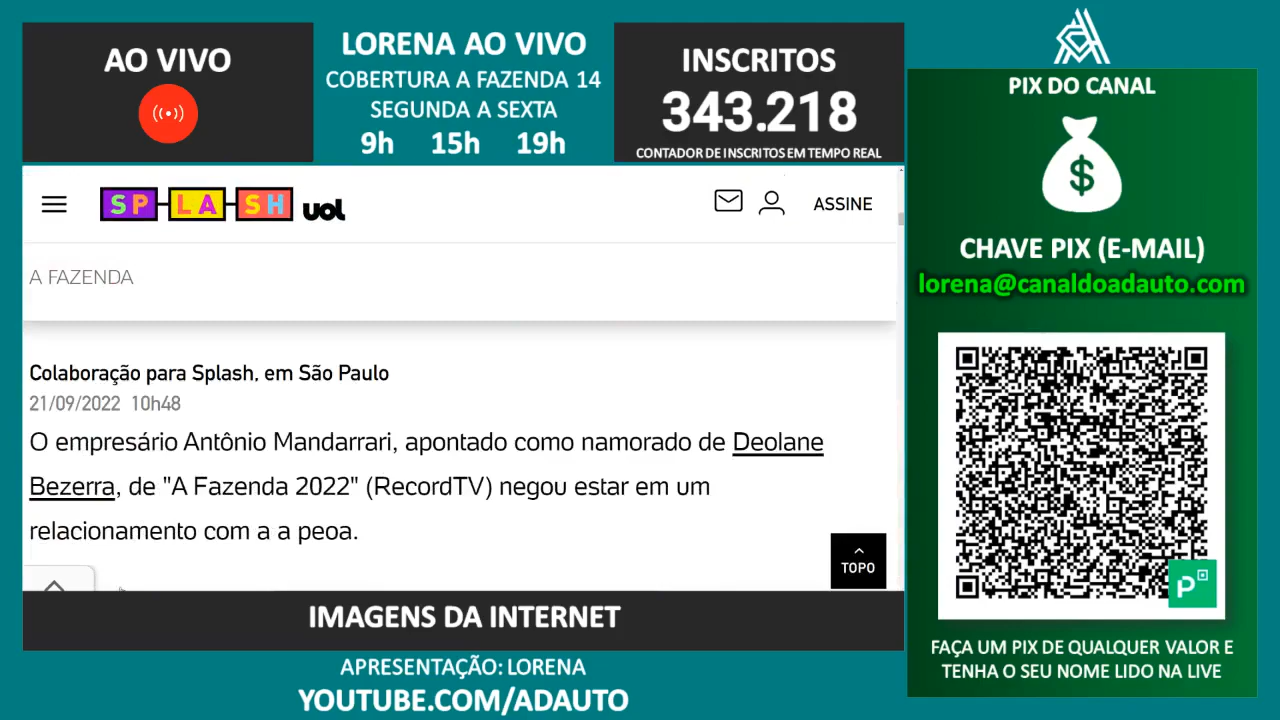 AO VIVO
LORENA AO VIVO
COBERTURA A FAZENDA 14
SEGUNDA A SEXTA
9h 15h 19h
INSCRITOS
343.218
CONTADOR DE INSCRITOS EM TEMPO REAL
SPLASH uol
ASSINE
A FAZENDA
Colaboração para Splash, em São Paulo
21/09/2022 10h48
O empresário Antônio Mandarrari, apontado como namorado de Deolane
Bezerra, de "A Fazenda 2022" (RecordTV) negou estar em um
relacionamento com a a peoa.
TOPO
IMAGENS DA INTERNET
APRESENTAÇÃO: LORENA
YOUTUBE.COM/ADAUTO
PIX DO CANAL
$
CHAVE PIX (E-MAIL)
lorena@canaldoadauto.com
P
FAÇA UM PIX DE QUALQUER VALOR E
TENHA O SEU NOME LIDO NA LIVE